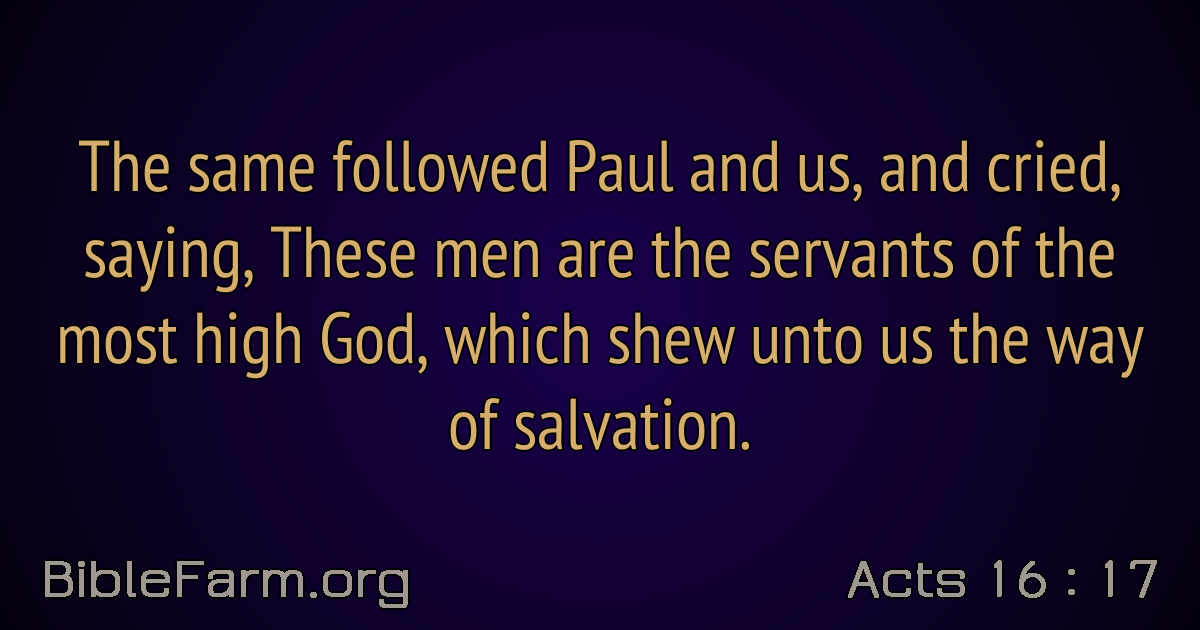 The same followed Paul and us, and cried,
saying, These men are the servants of the
most high God, which shew unto us the way
of salvation.
BibleFarm.org
Acts 16 : 17